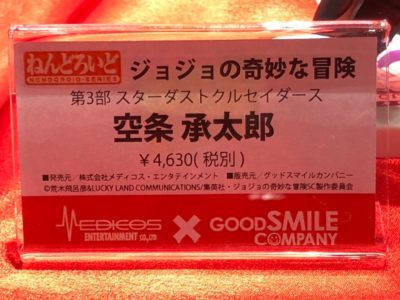 ねんどろいど
NENDOROID-SERIES
ジョジョの奇妙な冒険
第3部 スターダストクルセイダース
空条 承太郎
¥4,630(税別)
■発売元/株式会社メディコス・エンタテインメント ■販売元/グッドスマイルカンパニー
©荒木飛呂彦&LUCKY LAND COMMUNICATIONS/集英社・ジョジョの奇妙な冒険SC製作委員会
MEDICOS
ENTERTAINMENT co.,LTD
×
GOODSMILE
COMPANY